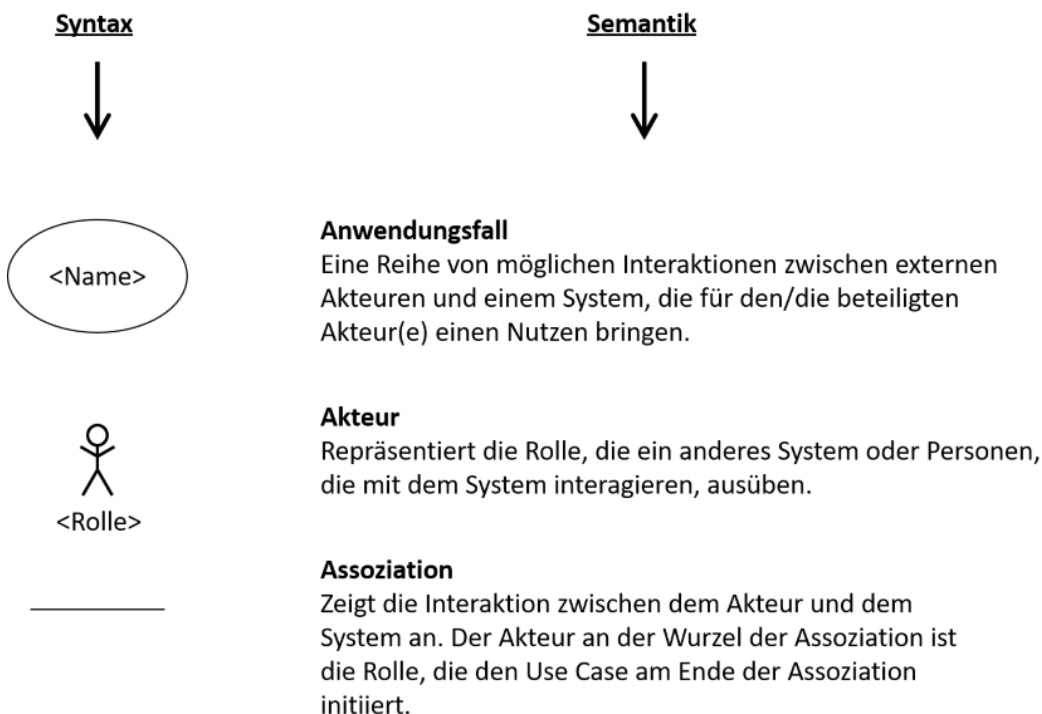 Syntax
Semantik
<Name>
Anwendungsfall
Eine Reihe von möglichen Interaktionen zwischen externen
Akteuren und einem System, die für den/die beteiligten
Akteur(e) einen Nutzen bringen.
<Rolle>
Akteur
Repräsentiert die Rolle, die ein anderes System oder Personen,
die mit dem System interagieren, ausüben.
Assoziation
Zeigt die Interaktion zwischen dem Akteur und dem
System an. Der Akteur an der Wurzel der Assoziation ist
die Rolle, die den Use Case am Ende der Assoziation
initiiert.